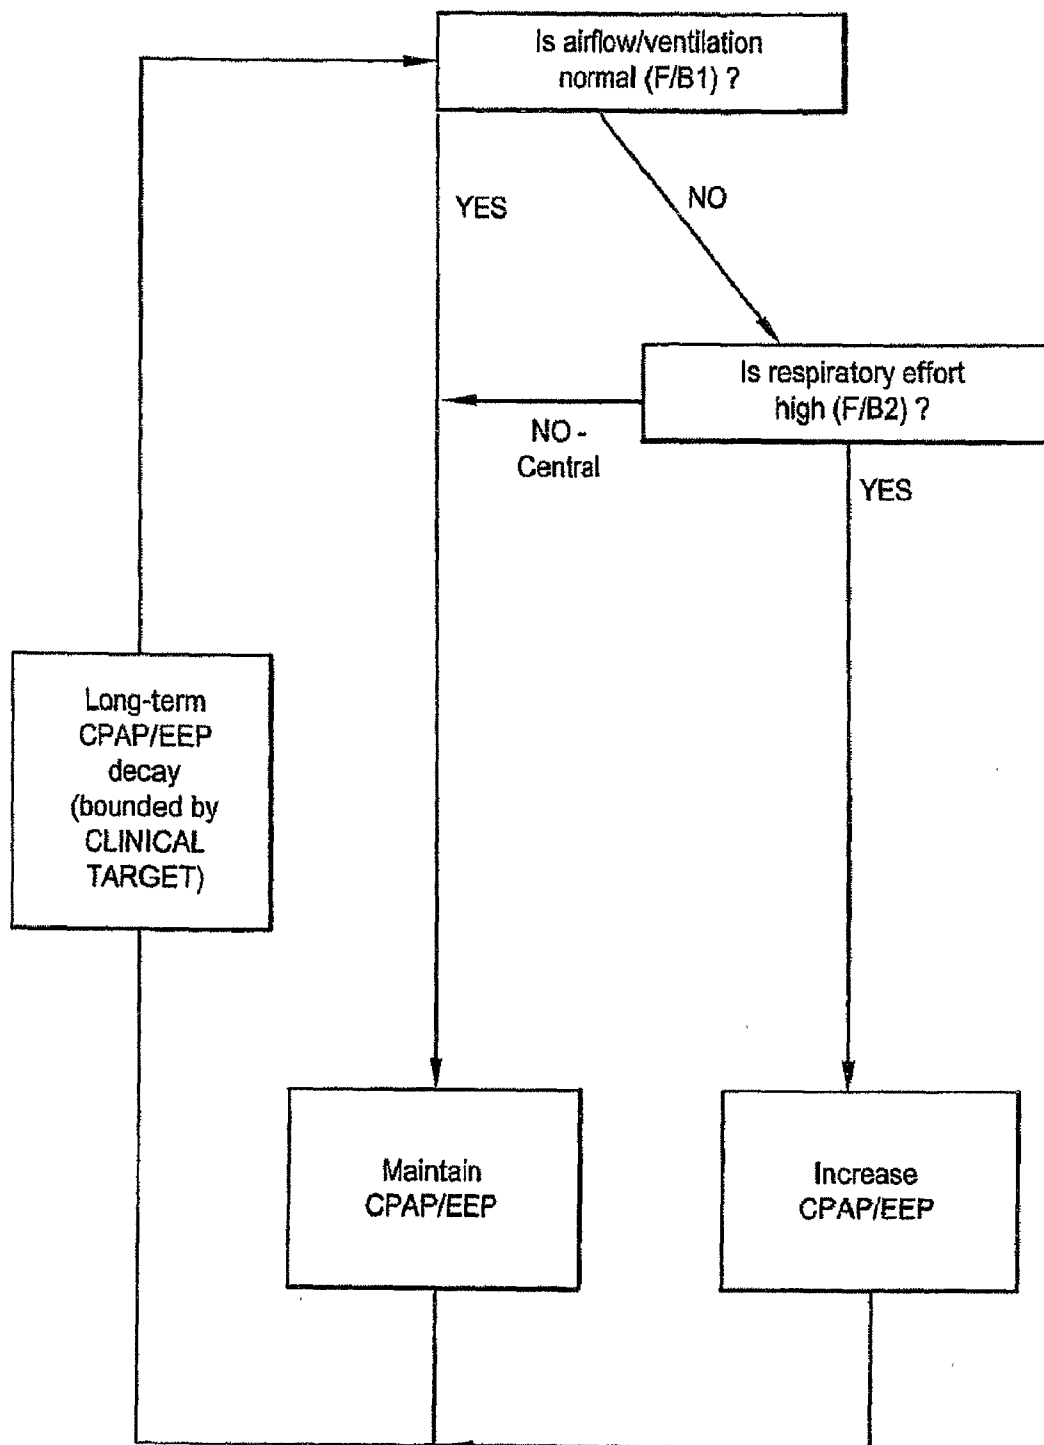 Is airflow/ventilation
normal (F/B1) ?
YES
NO
Is respiratory effort
high (F/B2) ?
NO -
Central
YES
Long-term
CPAP/EEP
decay
(bounded by
CLINICAL
TARGET)
Maintain
CPAP/EEP
Increase
CPAP/EEP